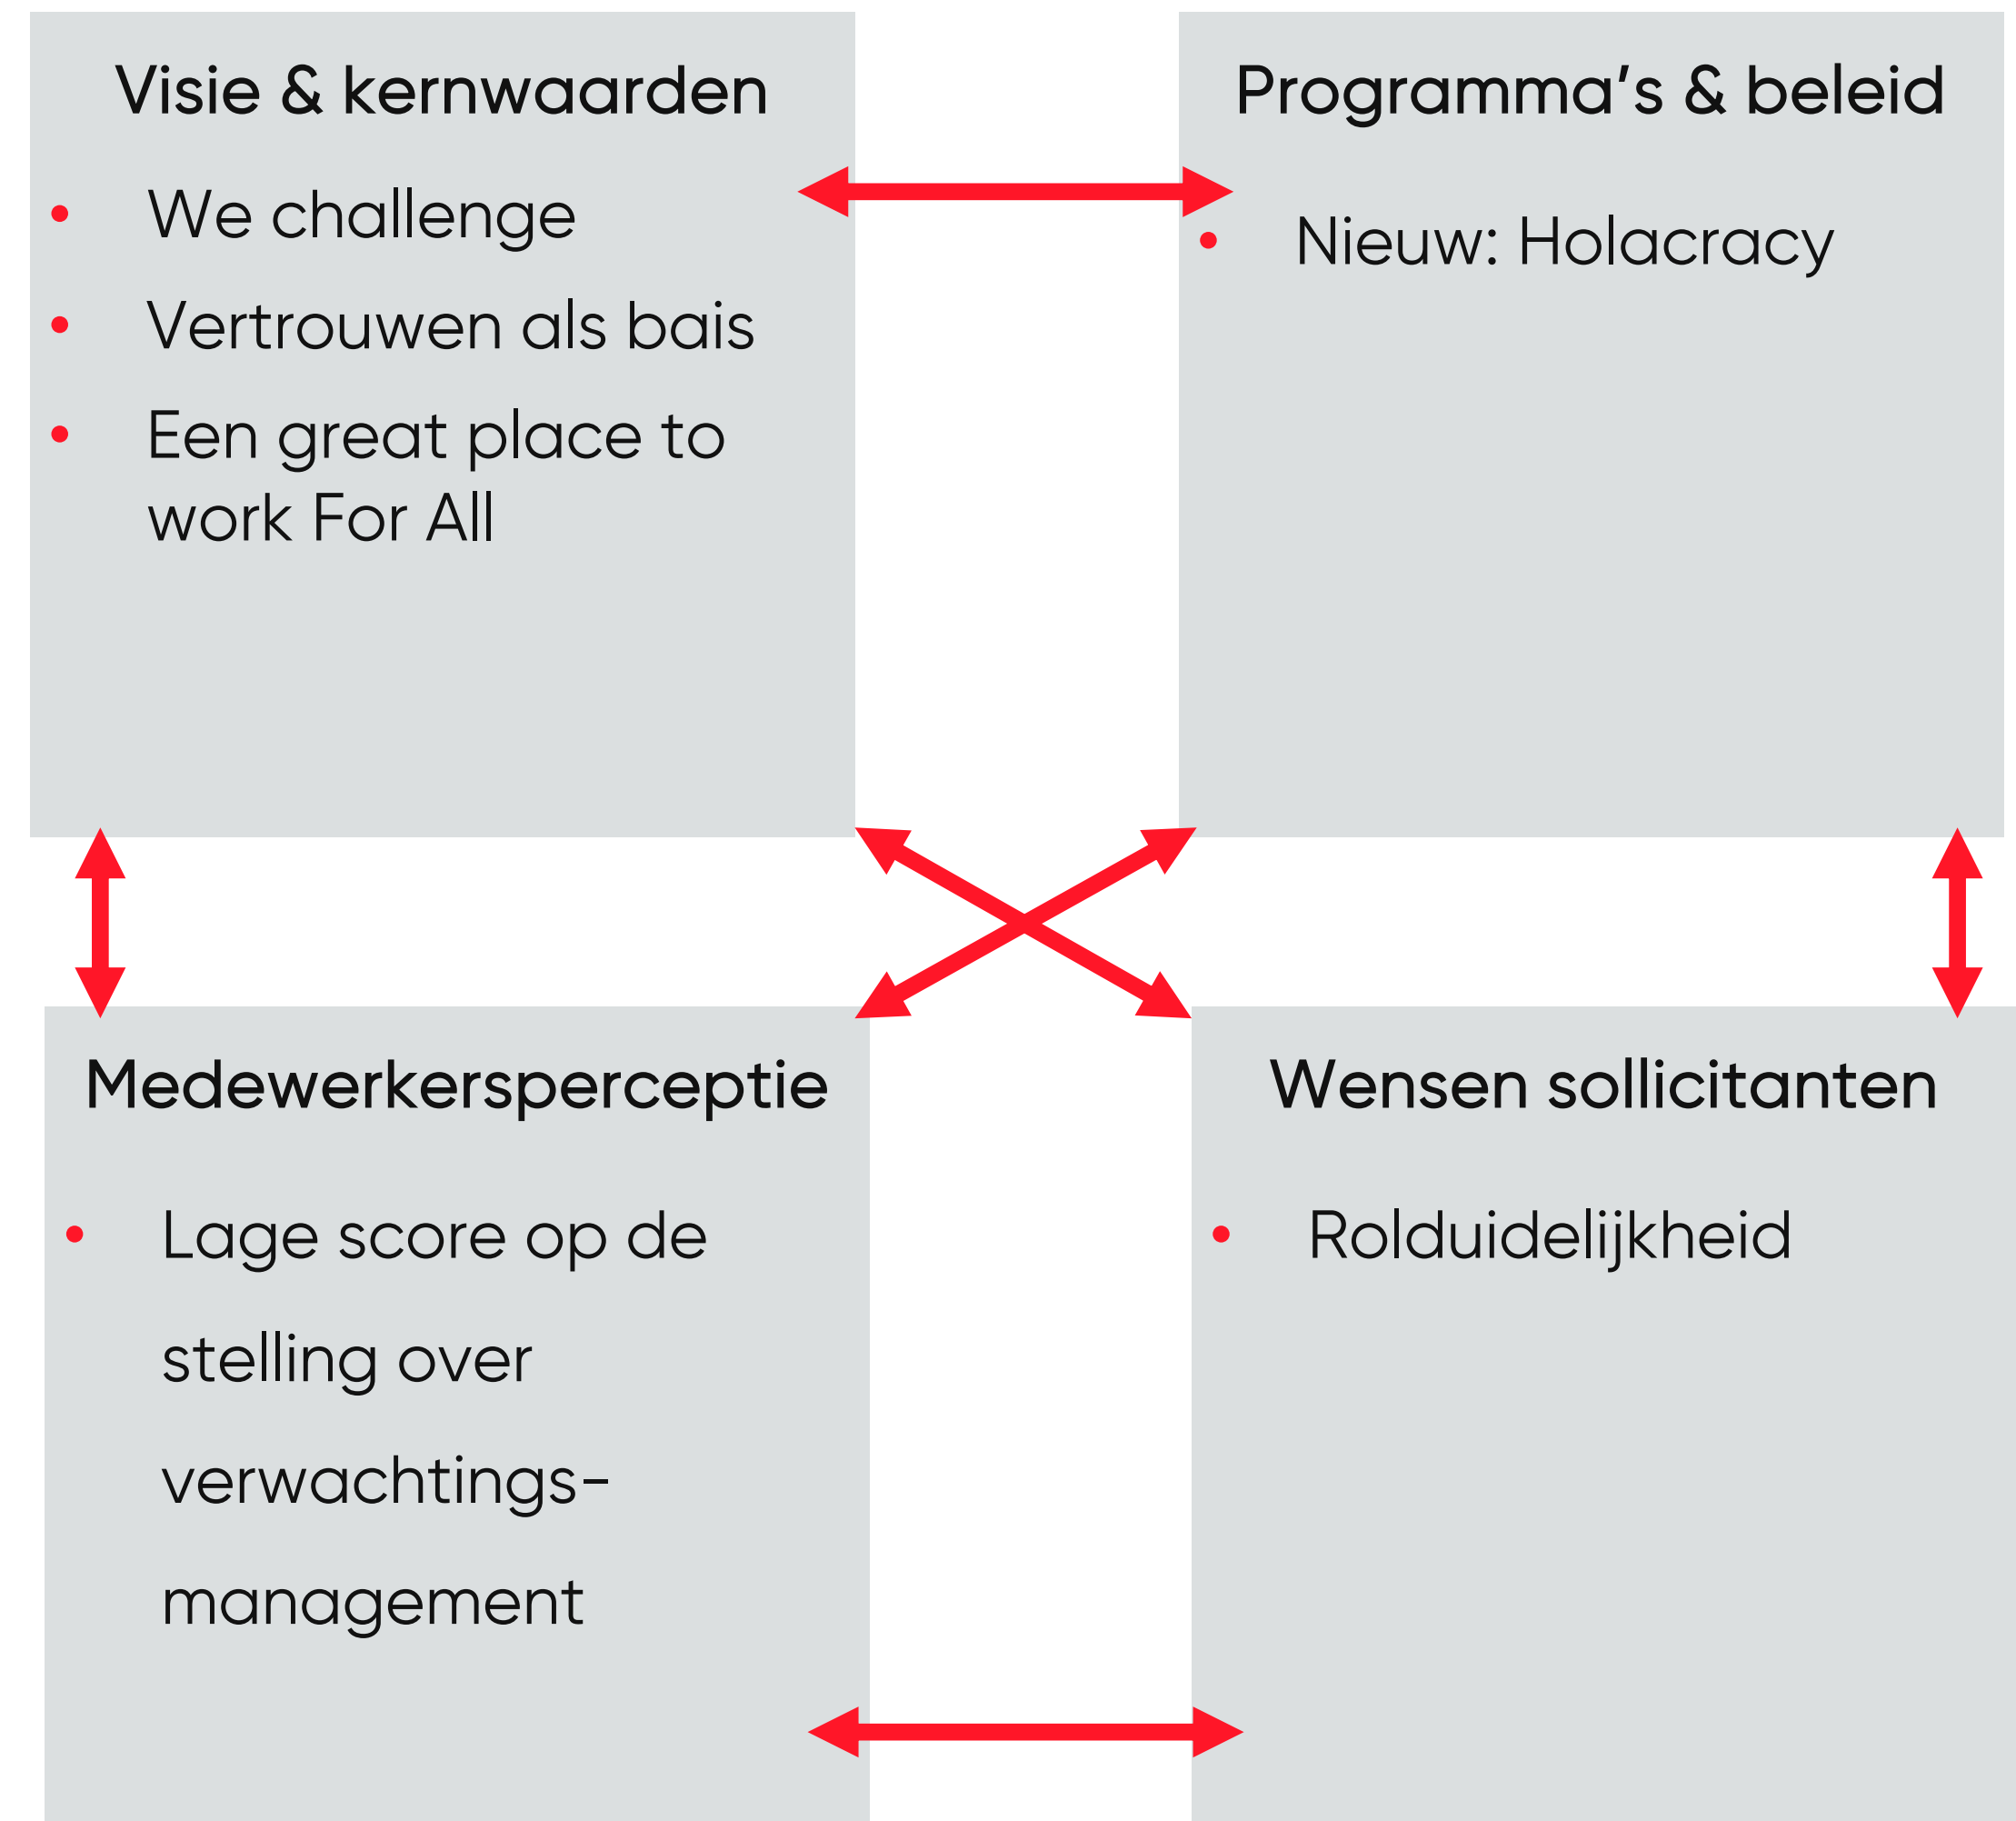 Visie & kernwaarden
• We challenge
• Vertrouwen als bais
• Een great place to
work For All
Programma's & beleid
• Nieuw: Holacracy
Medewerkersperceptie
• Lage score op de
stelling over
verwachtings-
management
Wensen sollicitanten
• Rolduidelijkheid